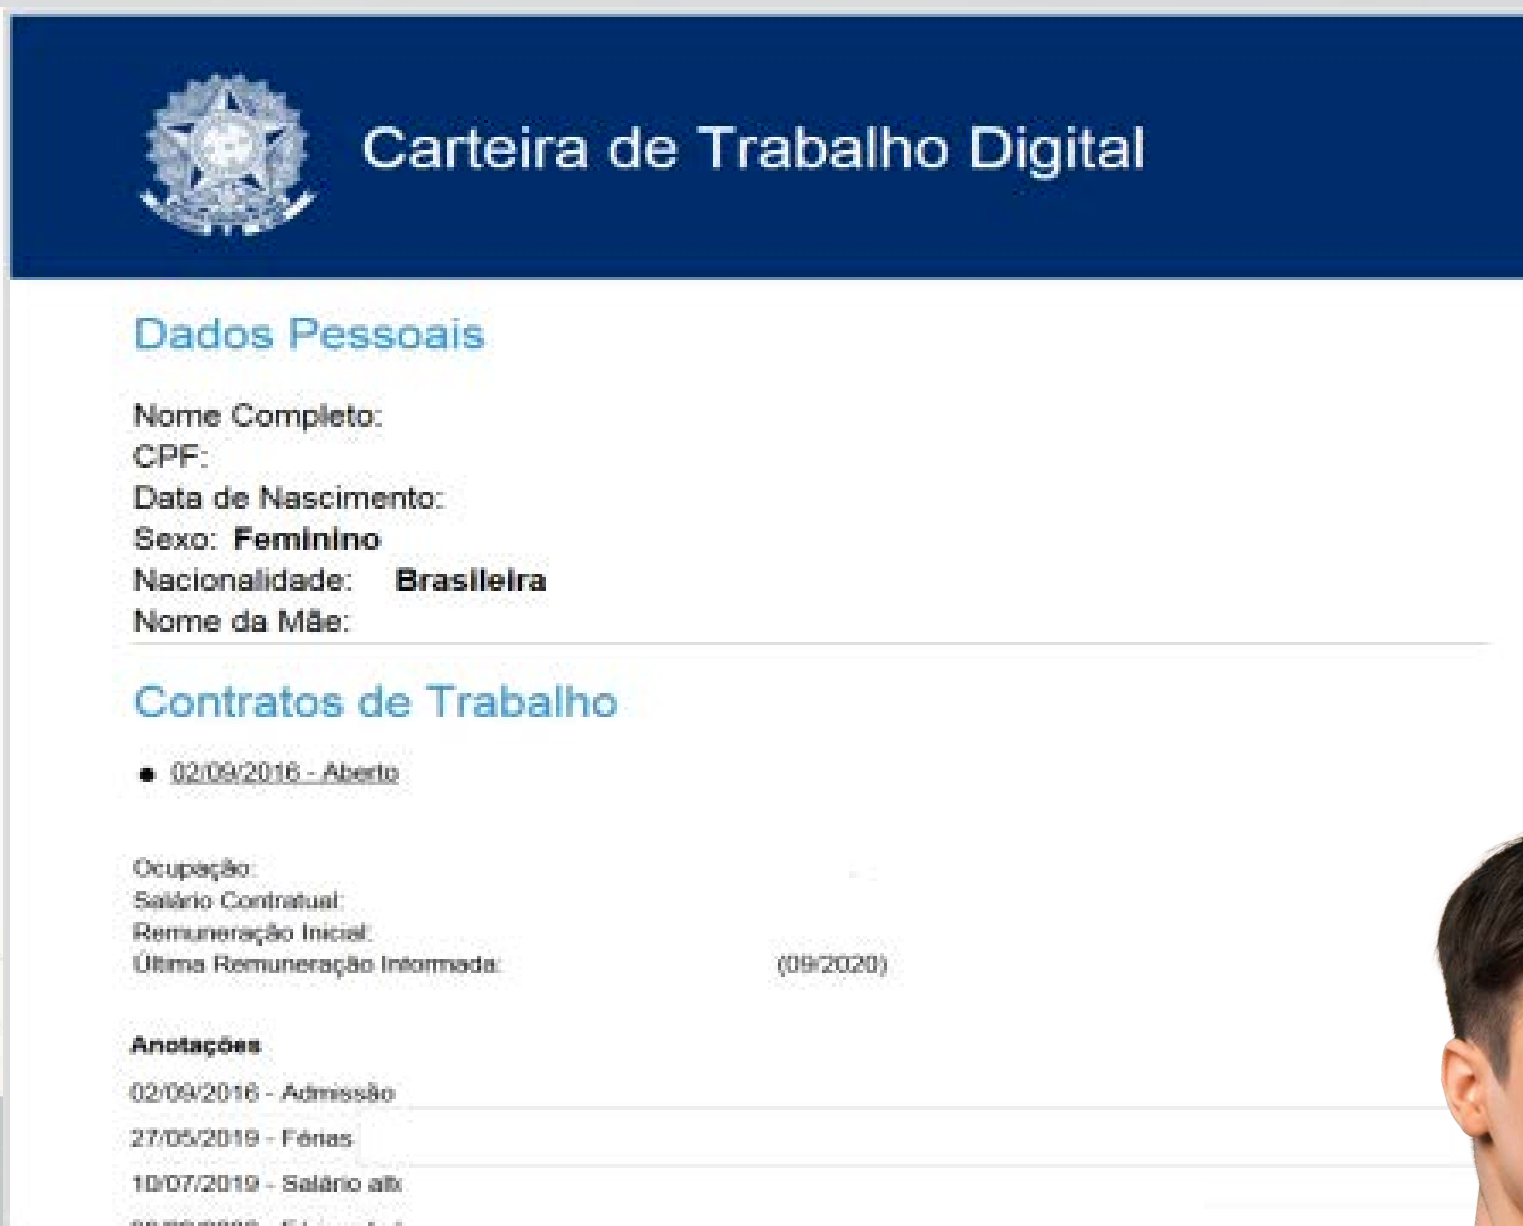 Carteira de Trabalho Digital
Dados Pessoais
Nome Completo:
CPF:
Data de Nascimento:
Sexo: Feminino
Nacionalidade: Brasileira
Nome da Mãe:
Contratos de Trabalho
02/09/2016 - Aberto
Ocupação:
Salário Contratual:
Remuneração Inicial:
Última Remuneração Informada: (09/2020)
Anotações
02/09/2016 - Admissão
27/05/2019 - Férias
10/07/2019 - Salário